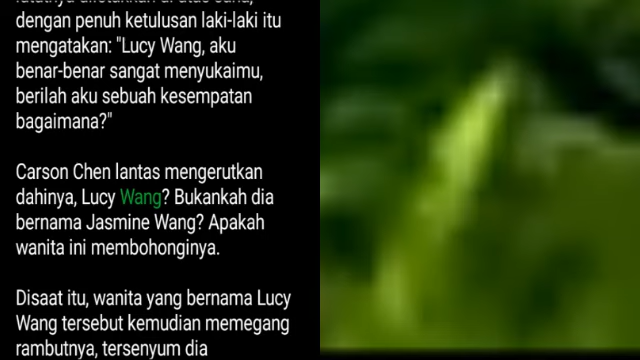 dengan penuh ketulusan laki-laki itu
mengatakan: "Lucy Wang, aku
benar-benar sangat menyukaimu,
berilah aku sebuah kesempatan
bagaimana?"
Carson Chen lantas mengerutkan
dahinya, Lucy Wang? Bukankah dia
bernama Jasmine Wang? Apakah
wanita ini membohonginya.
Disaat itu, wanita yang bernama Lucy
Wang tersebut kemudian memegang
rambutnya, tersenyum dia